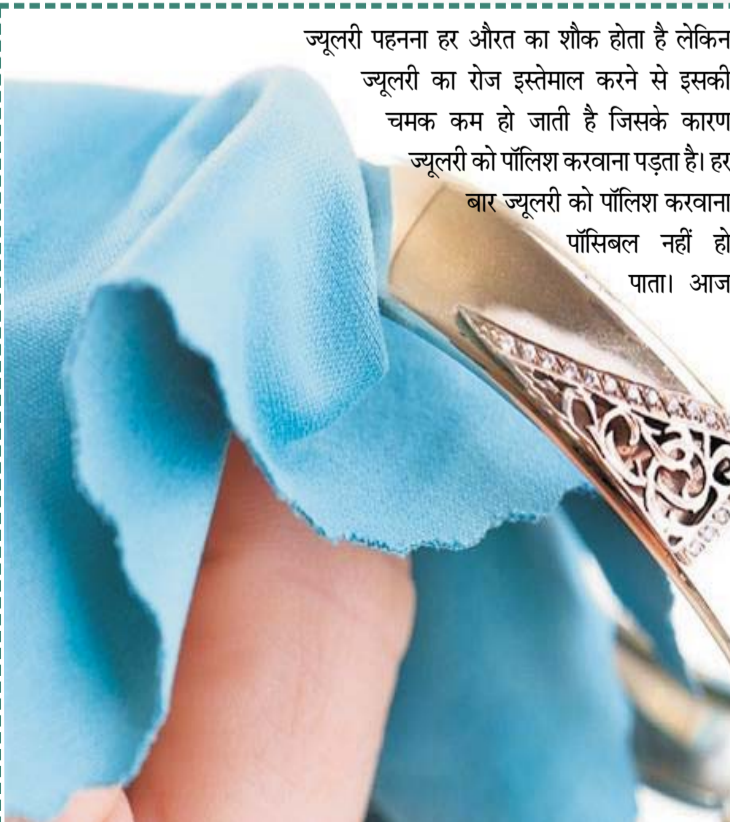 ज्यूलरी पहनना हर औरत का शौक होता है लेकिन
ज्यूलरी का रोज इस्तेमाल करने से इसकी
चमक कम हो जाती है जिसके कारण
ज्यूलरी को पॉलिश करवाना पड़ता है। हर
बार ज्यूलरी को पॉलिश करवाना
पॉसिबल नहीं हो
पाता। आज